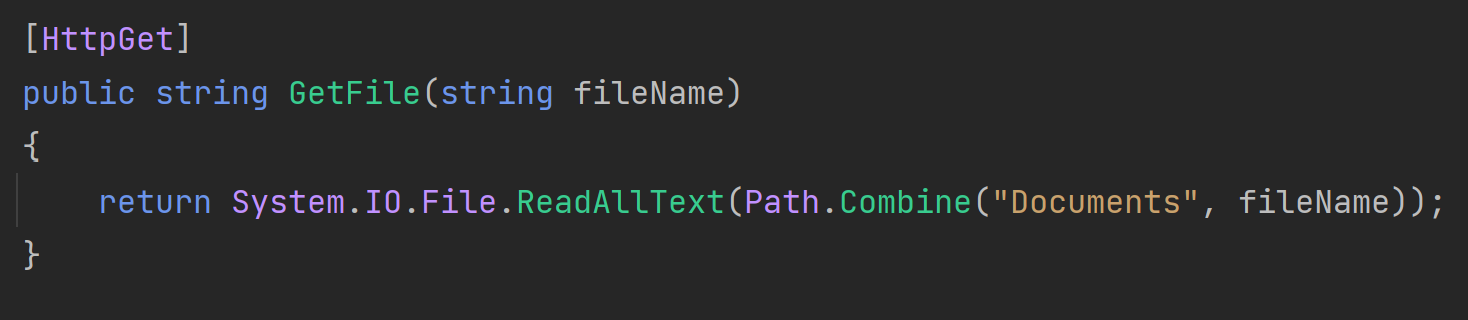 [HttpGet]
public string GetFile(string fileName)
{
    return System.IO.File.ReadAllText(Path.Combine("Documents", fileName));
}